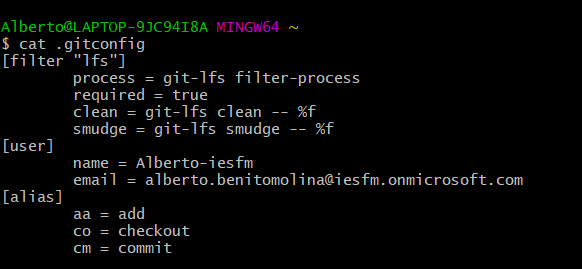 Alberto@LAPTOP-9JC94I8A MINGW64 ~
$ cat .gitconfig
[filter "lfs"]
        process = git-lfs filter-process
        required = true
        clean = git-lfs clean -- %f
        smudge = git-lfs smudge -- %f
[user]
        name = Alberto-iesfm
        email = alberto.benitomolina@iesfm.onmicrosoft.com
[alias]
        aa = add
        co = checkout
        cm = commit